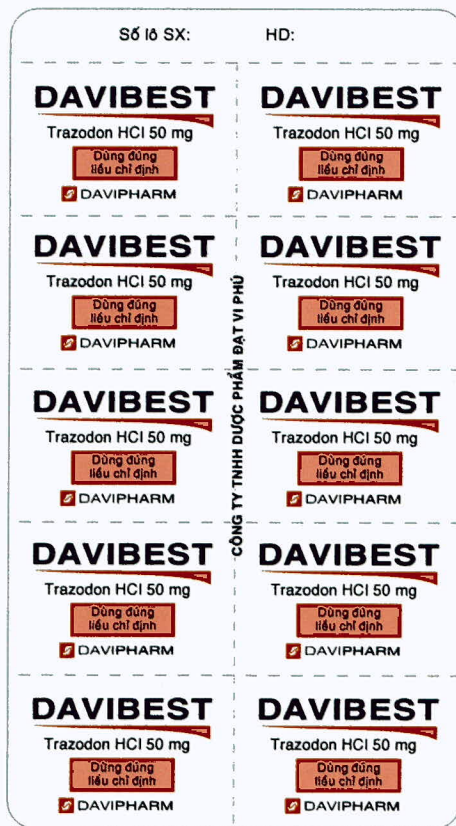 Số lô SX: HD:
DAVIBEST
Trazodon HCl 50 mg
Dùng đúng
liều chỉ định
DAVIPHARM
DAVIBEST
Trazodon HCl 50 mg
Dùng đúng
liều chỉ định
DAVIPHARM
DAVIBEST
Trazodon HCl 50 mg
Dùng đúng
liều chỉ định
DAVIPHARM
DAVIBEST
Trazodon HCl 50 mg
Dùng đúng
liều chỉ định
DAVIPHARM
DAVIBEST
Trazodon HCl 50 mg
Dùng đúng
liều chỉ định
DAVIPHARM
CÔNG TY TNHH DƯỢC PHẨM ĐẠT VI PHÚ
DAVIBEST
Trazodon HCl 50 mg
Dùng đúng
liều chỉ định
DAVIPHARM
DAVIBEST
Trazodon HCl 50 mg
Dùng đúng
liều chỉ định
DAVIPHARM
DAVIBEST
Trazodon HCl 50 mg
Dùng đúng
liều chỉ định
DAVIPHARM
DAVIBEST
Trazodon HCl 50 mg
Dùng đúng
liều chỉ định
DAVIPHARM
DAVIBEST
Trazodon HCl 50 mg
Dùng đúng
liều chỉ định
DAVIPHARM